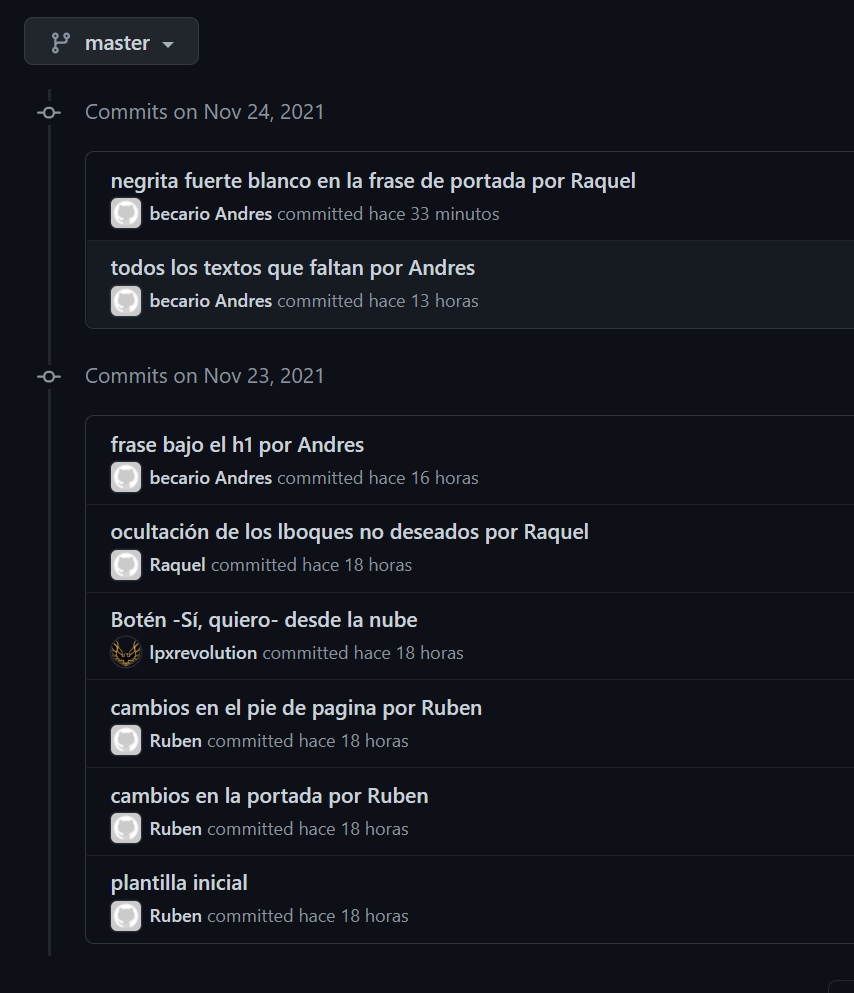 master
Commits on Nov 24, 2021
negrita fuerte blanco en la frase de portada por Raquel
becario Andres committed hace 33 minutos
todos los textos que faltan por Andres
becario Andres committed hace 13 horas
Commits on Nov 23, 2021
frase bajo el h1 por Andres
becario Andres committed hace 16 horas
ocultación de los lboques no deseados por Raquel
Raquel committed hace 18 horas
Botén -Sí, quiero- desde la nube
lpxrevolution committed hace 18 horas
cambios en el pie de pagina por Ruben
Ruben committed hace 18 horas
cambios en la portada por Ruben
Ruben committed hace 18 horas
plantilla inicial
Ruben committed hace 18 horas